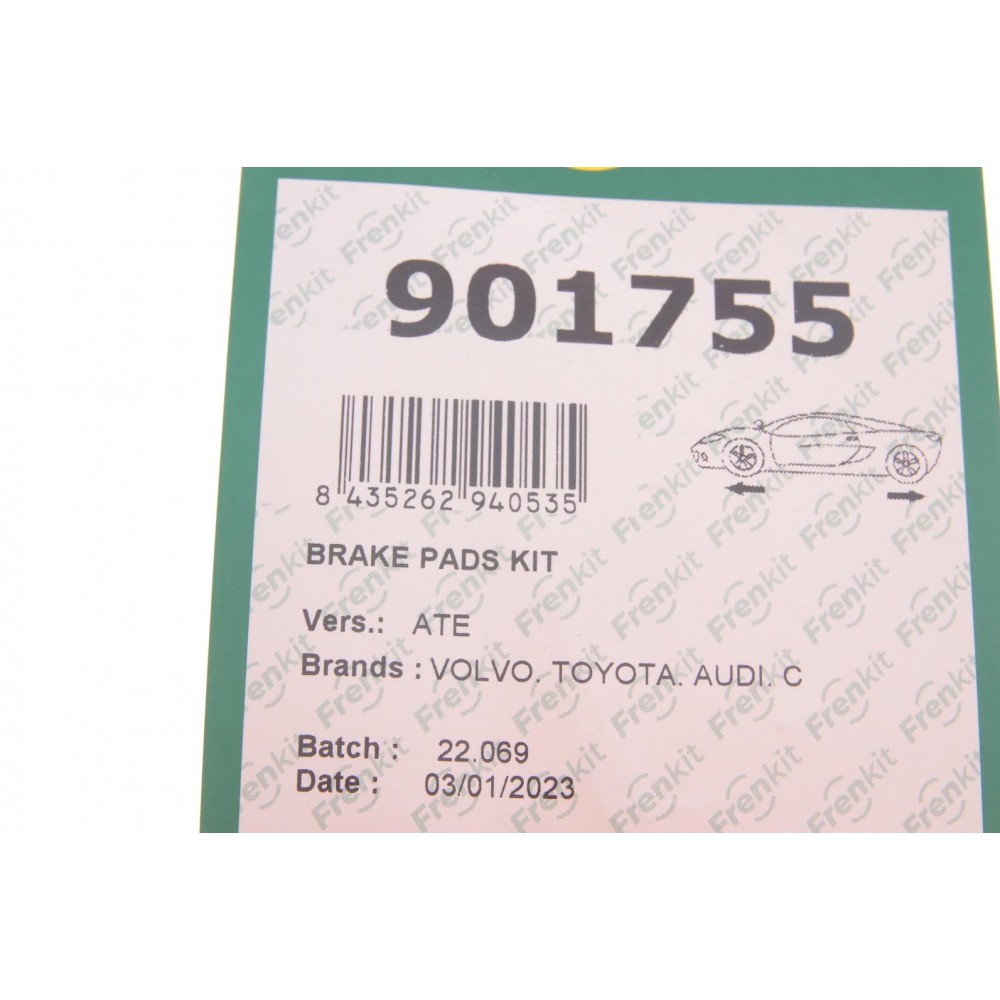 901755
8 435262 940535
BRAKE PADS KIT
Vers.: ATE
Brands : VOLVO. TOYOTA. AUDI. C
Batch : 22.069
Date : 03/01/2023
Frenkit